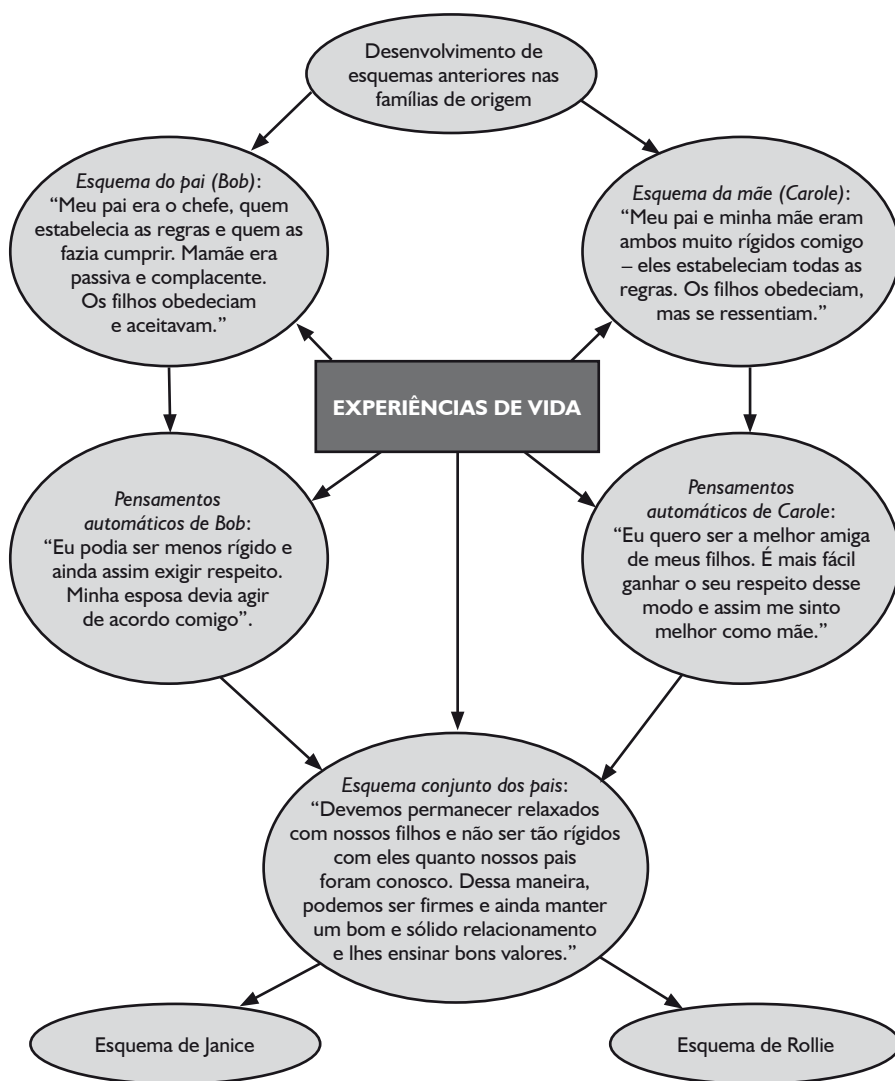 Desenvolvimento de
esquemas anteriores nas
famílias de origem
Esquema do pai (Bob):
“Meu pai era o chefe, quem
estabelecia as regras e quem as
fazia cumprir. Mamãe era
passiva e complacente.
Os filhos obedeciam
e aceitavam.”
Esquema da mãe (Carole):
“Meu pai e minha mãe eram
ambos muito rígidos comigo
– eles estabeleciam todas as
regras. Os filhos obedeciam,
mas se ressentiam.”
EXPERIÊNCIAS DE VIDA
Pensamentos
automáticos de Bob:
“Eu podia ser menos rígido e
ainda assim exigir respeito.
Minha esposa devia agir
de acordo comigo”.
Pensamentos
automáticos de Carole:
“Eu quero ser a melhor amiga
de meus filhos. É mais fácil
ganhar o seu respeito desse
modo e assim me sinto
melhor como mãe.”
Esquema conjunto dos pais:
“Devemos permanecer relaxados
com nossos filhos e não ser tão rígidos
com eles quanto nossos pais
foram conosco. Dessa maneira,
podemos ser firmes e ainda manter
um bom e sólido relacionamento
e lhes ensinar bons valores.”
Esquema de Janice
Esquema de Rollie